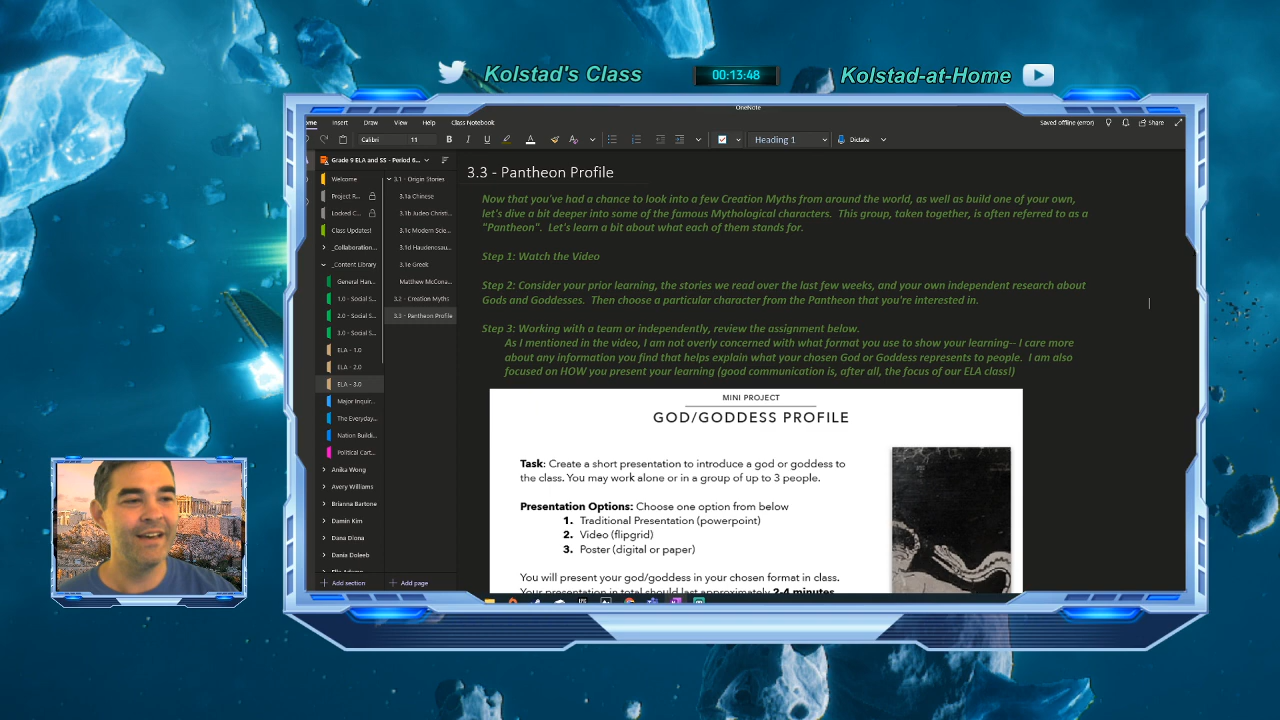 Kolstad's Class
00:13:48
Kolstad-at-Home
OneNote
Insert Draw View Help Class Notebook
Saved offline (error)
Share
Calibri 11
B I U
A
Heading 1
Dictate
Grade 9 ELA and SS - Period 6...
Welcome
Project R...
Locked C...
Class Updates!
_Collaboration...
_Content Library
General Han...
1.0 - Social S...
2.0 - Social S...
3.0 - Social S...
ELA - 1.0
ELA - 2.0
ELA - 3.0
Major Inquir...
The Everyday...
Nation Buildi...
Political Cart...
Anika Wong
Avery Williams
Brianna Bartone
Damin Kim
Dana Diona
Dania Doleeb
Add section
3.1 - Origin Stories
3.1a Chinese
3.1b Judeo Christi...
3.1c Modern Scie...
3.1d Haudenosau...
3.1e Greek
Matthew McCona...
3.2 - Creation Myths
3.3 - Pantheon Profile
Add page
3.3 - Pantheon Profile
Now that you've had a chance to look into a few Creation Myths from around the world, as well as build one of your own,
let's dive a bit deeper into some of the famous Mythological characters. This group, taken together, is often referred to as a
"Pantheon". Let's learn a bit about what each of them stands for.
Step 1: Watch the Video
Step 2: Consider your prior learning, the stories we read over the last few weeks, and your own independent research about
Gods and Goddesses. Then choose a particular character from the Pantheon that you're interested in.
Step 3: Working with a team or independently, review the assignment below.
As I mentioned in the video, I am not overly concerned with what format you use to show your learning-- I care more
about any information you find that helps explain what your chosen God or Goddess represents to people. I am also
focused on HOW you present your learning (good communication is, after all, the focus of our ELA class!)
MINI PROJECT
GOD/GODDESS PROFILE
Task: Create a short presentation to introduce a god or goddess to
the class. You may work alone or in a group of up to 3 people.
Presentation Options: Choose one option from below
1. Traditional Presentation (powerpoint)
2. Video (flipgrid)
3. Poster (digital or paper)
You will present your god/goddess in your chosen format in class.
Your presentation in total should last approximately 2-4 minutes